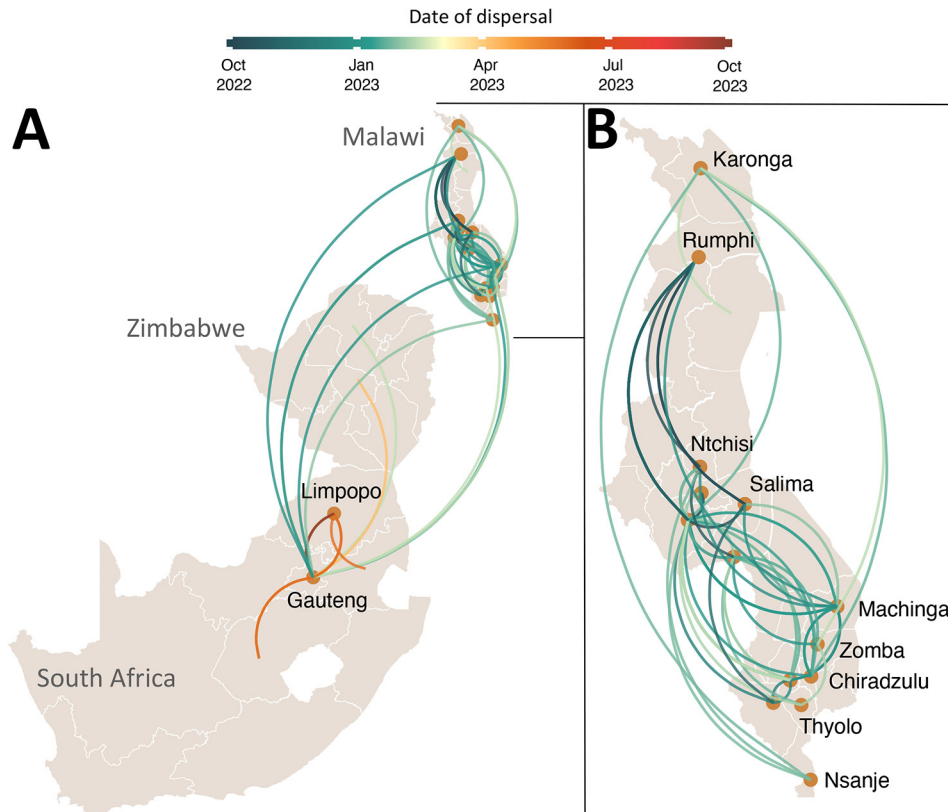 Date of dispersal
Oct Jan Apr Jul Oct
2022 2023 2023 2023 2023
A
Malawi
Zimbabwe
Limpopo
Gauteng
South Africa
B
Karonga
Rumphi
Ntchisi
Salima
Machinga
Zomba
Chiradzulu
Thyolo
Nsanje